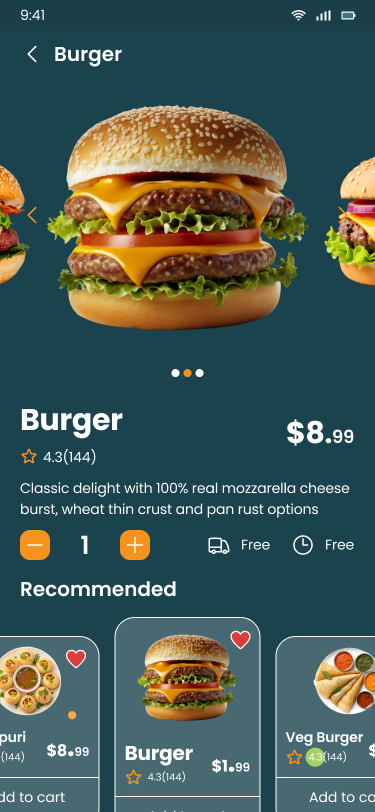 9:41
Burger
Burger
$8.99
4.3(144)
Classic delight with 100% real mozzarella cheese
burst, wheat thin crust and pan rust options
1
Free
Free
Recommended
puri
$8.99
(144)
dd to cart
Burger
$1.99
4.3(144)
Veg Burger
$
4.3(144)
Add to ca